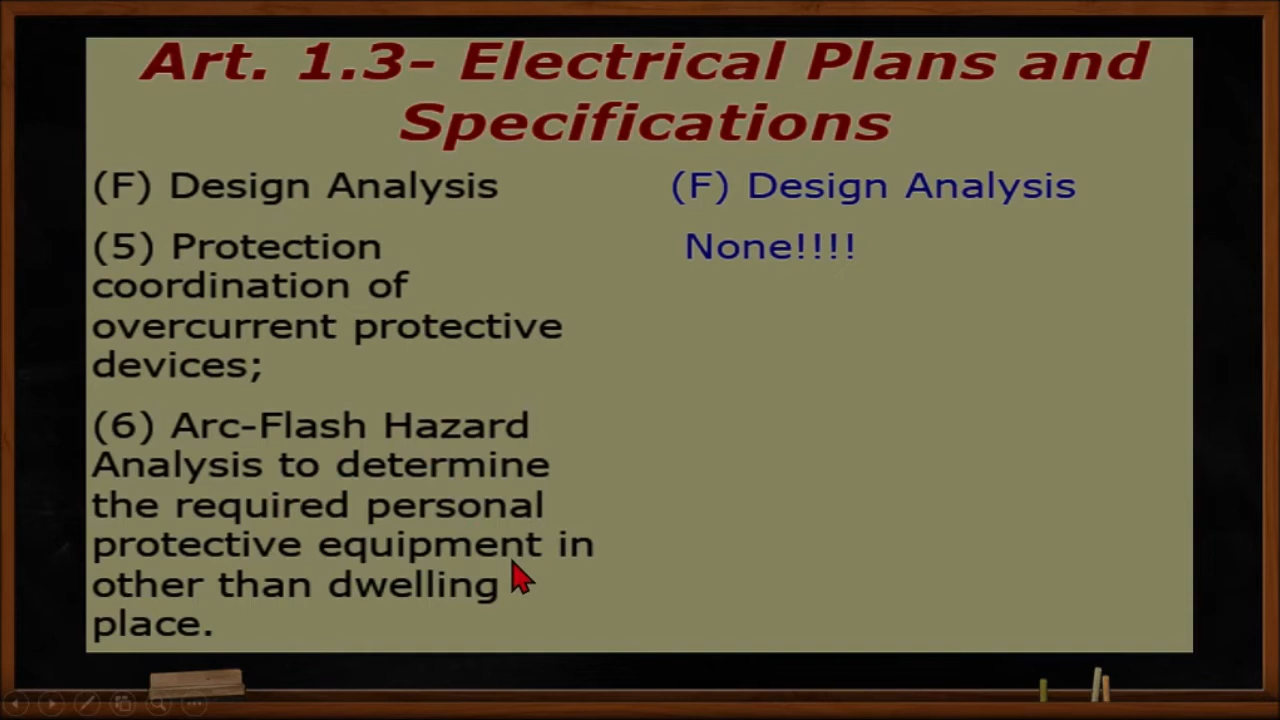 Art. 1.3- Electrical Plans and
Specifications
(F) Design Analysis
(5) Protection
coordination of
overcurrent protective
devices;
(6) Arc-Flash Hazard
Analysis to determine
the required personal
protective equipment in
other than dwelling
place.
(F) Design Analysis
None!!!!